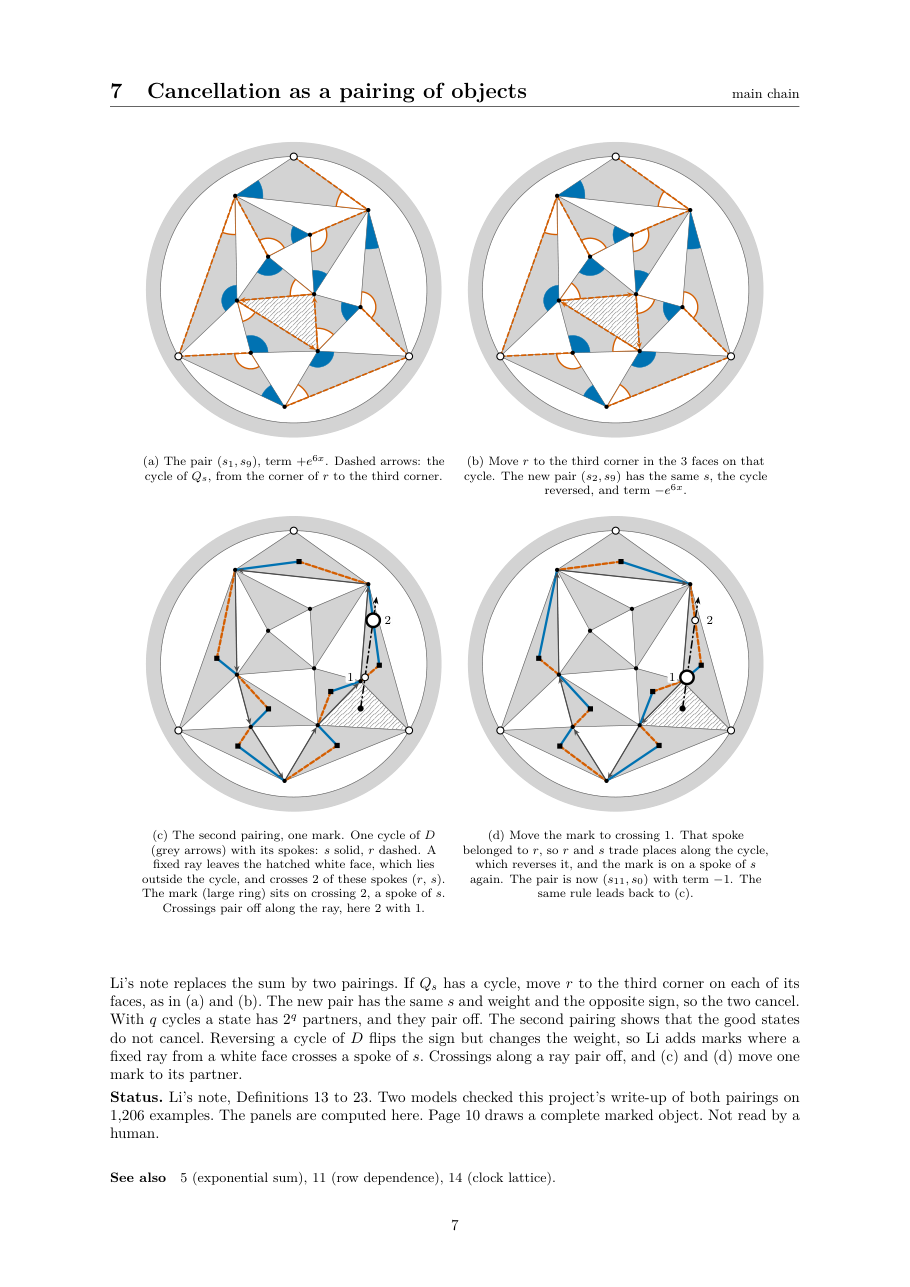 7 Cancellation as a pairing of objects main chain
(a) The pair (s₁, s₉), term +e⁶ˣ. Dashed arrows: the
cycle of Qₛ, from the corner of r to the third corner.
(b) Move r to the third corner in the 3 faces on that
cycle. The new pair (s₂, s₉) has the same s, the cycle
reversed, and term −e⁶ˣ.
2
1
2
1
(c) The second pairing, one mark. One cycle of D
(grey arrows) with its spokes: s solid, r dashed. A
fixed ray leaves the hatched white face, which lies
outside the cycle, and crosses 2 of these spokes (r, s).
The mark (large ring) sits on crossing 2, a spoke of s.
Crossings pair off along the ray, here 2 with 1.
(d) Move the mark to crossing 1. That spoke
belonged to r, so r and s trade places along the cycle,
which reverses it, and the mark is on a spoke of s
again. The pair is now (s₁₁, s₀) with term −1. The
same rule leads back to (c).
Li's note replaces the sum by two pairings. If Qₛ has a cycle, move r to the third corner on each of its
faces, as in (a) and (b). The new pair has the same s and weight and the opposite sign, so the two cancel.
With q cycles a state has 2^q partners, and they pair off. The second pairing shows that the good states
do not cancel. Reversing a cycle of D flips the sign but changes the weight, so Li adds marks where a
fixed ray from a white face crosses a spoke of s. Crossings along a ray pair off, and (c) and (d) move one
mark to its partner.
Status. Li's note, Definitions 13 to 23. Two models checked this project's write-up of both pairings on
1,206 examples. The panels are computed here. Page 10 draws a complete marked object. Not read by a
human.
See also 5 (exponential sum), 11 (row dependence), 14 (clock lattice).
7